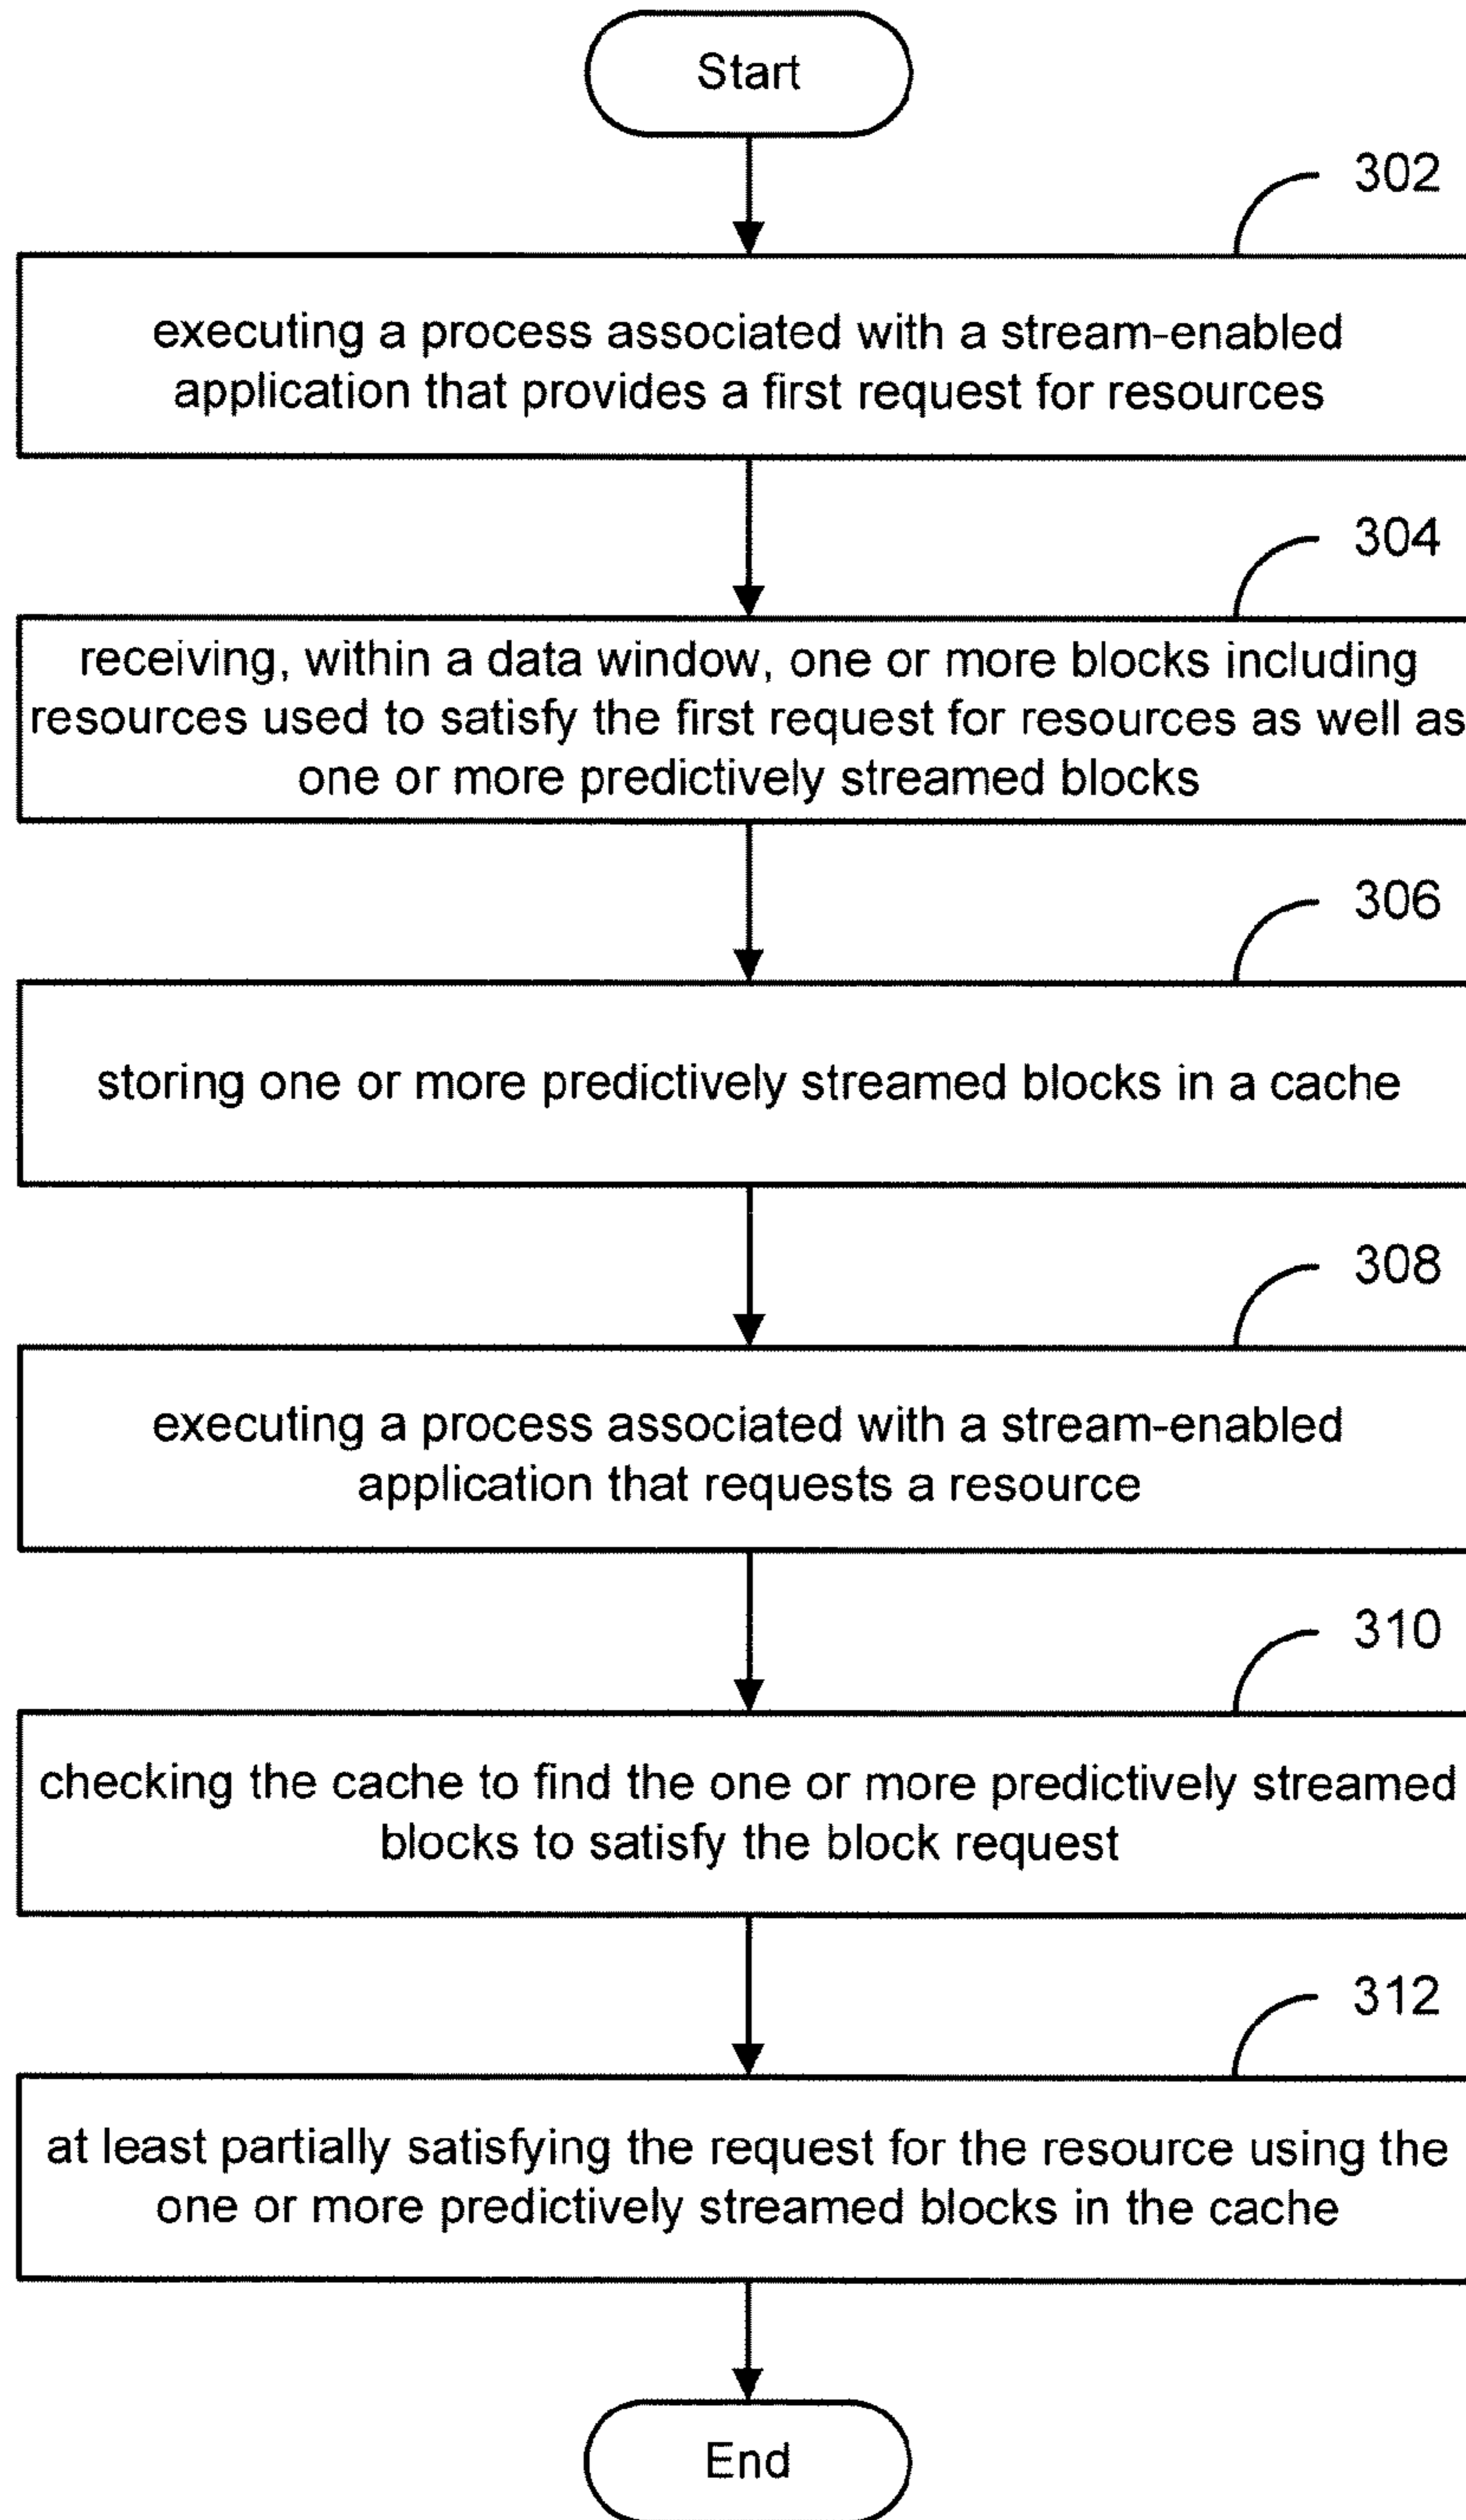 Start
302
executing a process associated with a stream-enabled
application that provides a first request for resources
304
receiving, within a data window, one or more blocks including
resources used to satisfy the first request for resources as well as
one or more predictively streamed blocks
306
storing one or more predictively streamed blocks in a cache
308
executing a process associated with a stream-enabled
application that requests a resource
310
checking the cache to find the one or more predictively streamed
blocks to satisfy the block request
312
at least partially satisfying the request for the resource using the
one or more predictively streamed blocks in the cache
End